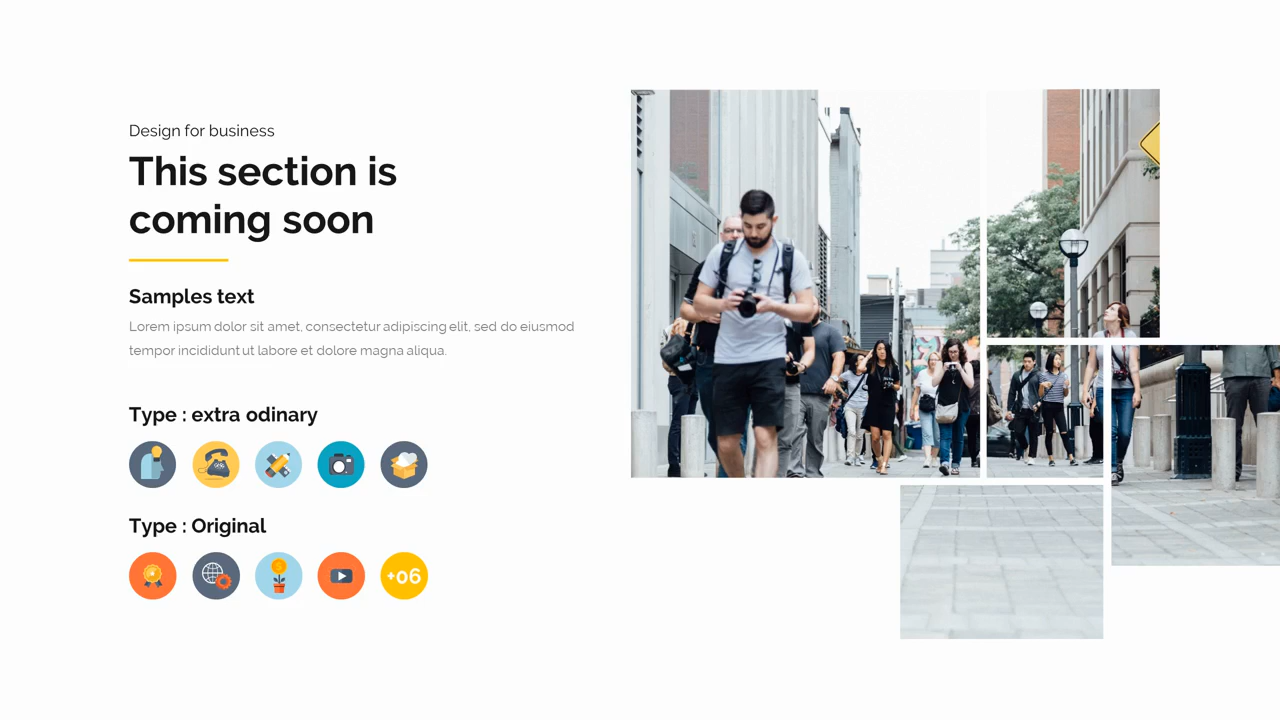 Design for business
This section is
coming soon
Samples text
Lorem ipsum dolor sit amet, consectetur adipiscing elit, sed do eiusmod
tempor incididunt ut labore et dolore magna aliqua.
Type : extra odinary
Type : Original
+06